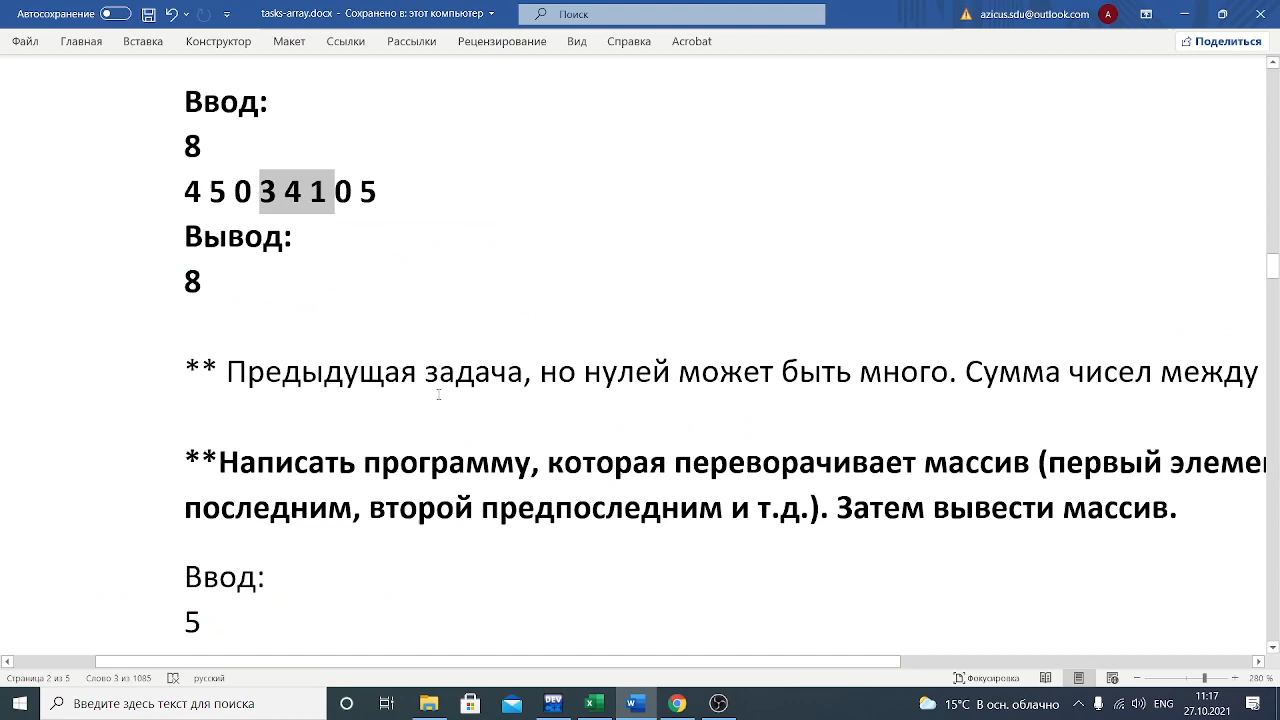 Автосохранение
tasks-array.docx - Сохранено в этот компьютер
Поиск
azirax.edu@outlook.com
A
Файл Главная Вставка Конструктор Макет Ссылки Рассылки Рецензирование Вид Справка Acrobat
Поделиться
Ввод:
8
4 5 0 3 4 1 0 5
Вывод:
8
** Предыдущая задача, но нулей может быть много. Сумма чисел между
**Написать программу, которая переворачивает массив (первый элемен
последним, второй предпоследним и т.д.). Затем вывести массив.
Ввод:
5
Страница 2 из 5 Слово 3 из 1085 русский
Фокусировка
280 %
Введите здесь текст для поиска
DEV
15°C В осн. облачно
11:17
27.10.2021